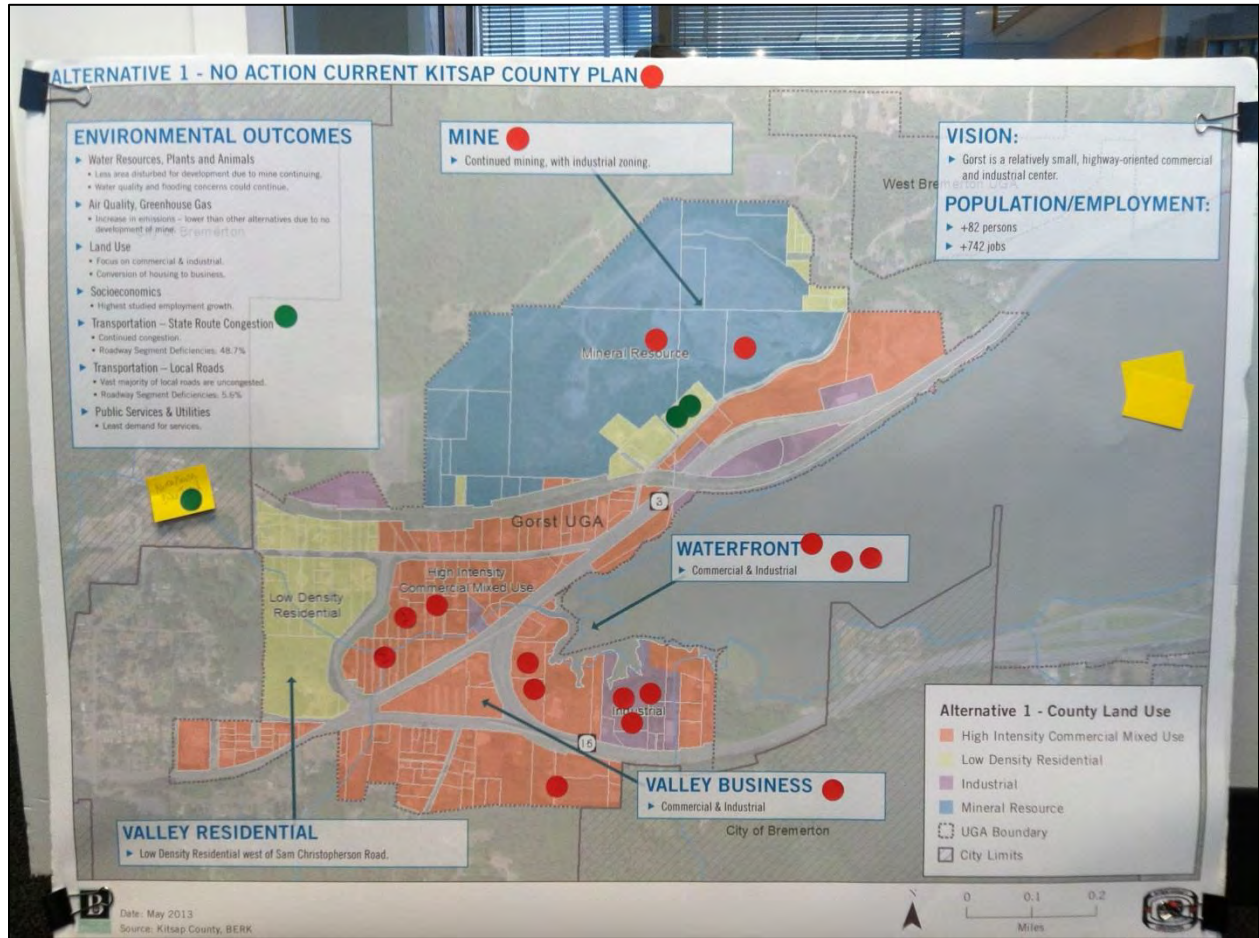 ALTERNATIVE 1 - NO ACTION CURRENT KITSAP COUNTY PLAN
ENVIRONMENTAL OUTCOMES
Water Resources, Plants and Animals
• Less area disturbed for development due to mine continuing.
• Water quality and flooding concerns could continue.
Air Quality, Greenhouse Gas
• Increase in emissions – lower than other alternatives due to no
development of mine.
Land Use
• Focus on commercial & industrial.
• Conversion of housing to business.
Socioeconomics
• Highest studied employment growth.
Transportation – State Route Congestion
• Continued congestion.
• Roadway Segment Deficiencies: 48.7%
Transportation – Local Roads
• Vast majority of local roads are uncongested.
• Roadway Segment Deficiencies: 5.6%
Public Services & Utilities
• Least demand for services.
MINE
Continued mining, with industrial zoning.
VISION:
Gorst is a relatively small, highway-oriented commercial
and industrial center.
POPULATION/EMPLOYMENT:
+82 persons
+742 jobs
West Bremerton UGA
City of Bremerton
Mineral Resource
3
Gorst UGA
WATERFRONT
Commercial & Industrial
High Intensity
Commercial Mixed Use
Low Density
Residential
Industrial
16
VALLEY BUSINESS
Commercial & Industrial
City of Bremerton
VALLEY RESIDENTIAL
Low Density Residential west of Sam Christopherson Road.
Alternative 1 - County Land Use
High Intensity Commercial Mixed Use
Low Density Residential
Industrial
Mineral Resource
UGA Boundary
City Limits
B
Date: May 2013
Source: Kitsap County, BERK
N
0 0.1 0.2
Miles